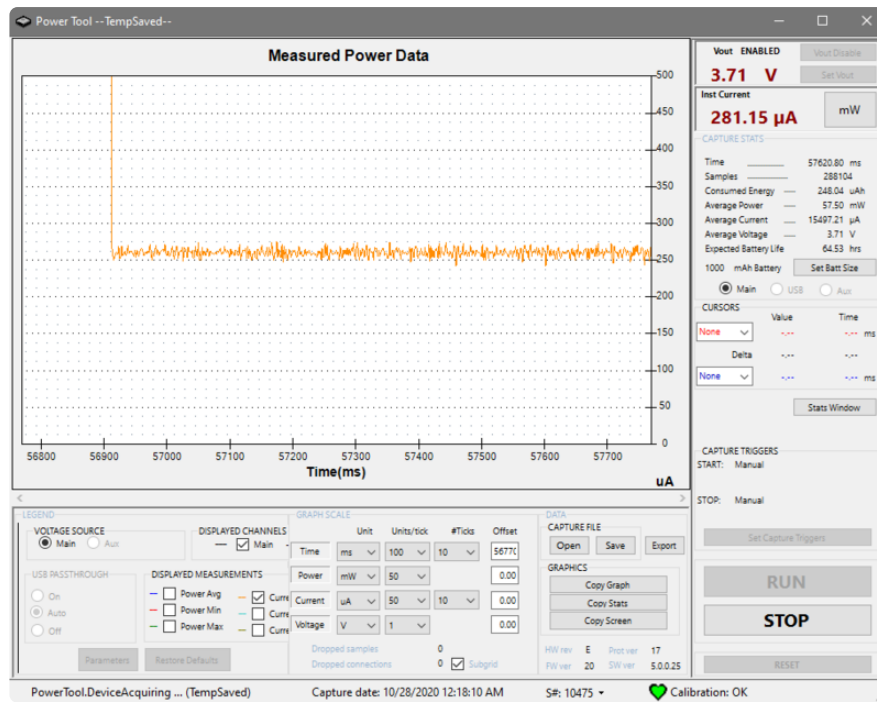 Power Tool --TempSaved--
Measured Power Data
500
450
400
350
300
250
200
150
100
50
0
56800 56900 57000 57100 57200 57300 57400 57500 57600 57700
Time(ms)
uA
Vout ENABLED
Vout Disable
3.71 V
Set Vout
Inst Current
281.15 µA
mW
CAPTURE STATS
Time 57620.80 ms
Samples 288104
Consumed Energy 248.04 uAh
Average Power 57.50 mW
Average Current 15497.21 µA
Average Voltage 3.71 V
Expected Battery Life 64.53 hrs
1000 mAh Battery Set Batt Size
Main USB Aux
CURSORS
Value Time
None -.-- -.-- ms
Delta -.-- -.--
None -.-- -.-- ms
Stats Window
CAPTURE TRIGGERS
START: Manual
STOP: Manual
Set Capture Triggers
RUN
STOP
RESET
LEGEND
VOLTAGE SOURCE
Main Aux
DISPLAYED CHANNELS
Main
USB PASSTHROUGH
On
Auto
Off
DISPLAYED MEASUREMENTS
Power Avg Curre
Power Min Curre
Power Max Curre
Parameters Restore Defaults
GRAPH SCALE
Unit Units/tick #Ticks Offset
Time ms 100 10
Power mW 50 0.00
Current uA 50 10 0.00
Voltage V 1 0.00
Dropped samples 0
Dropped connections 0 Subgrid
DATA
CAPTURE FILE
Open Save Export
GRAPHICS
Copy Graph
Copy Stats
Copy Screen
HW rev E Prot ver 17
FW ver 20 SW ver 5.0.0.25
PowerTool.DeviceAcquiring ... (TempSaved) Capture date: 10/28/2020 12:18:10 AM S#: 10475 Calibration: OK